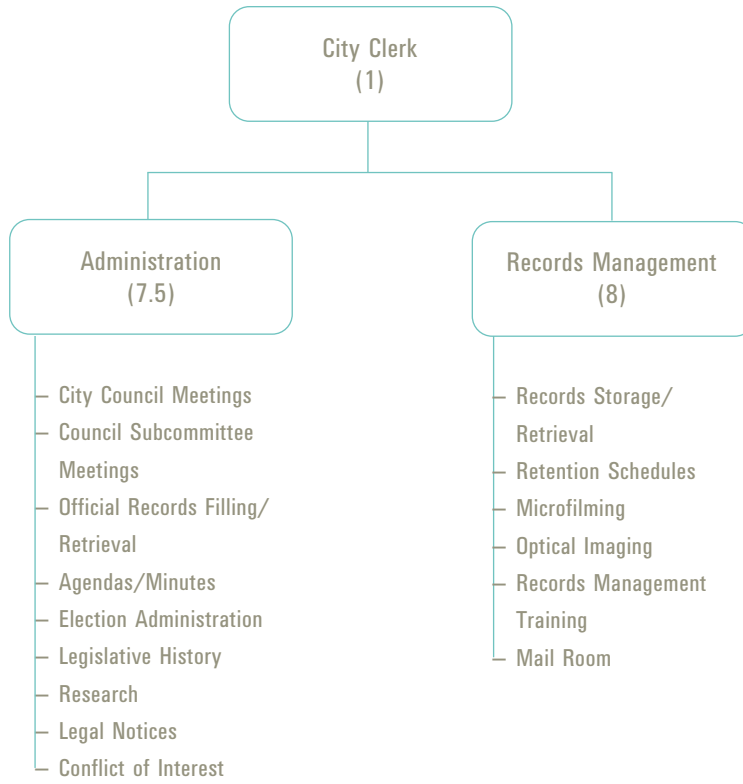 City Clerk
(1)
Administration
(7.5)
– City Council Meetings
– Council Subcommittee
Meetings
– Official Records Filling/
Retrieval
– Agendas/Minutes
– Election Administration
– Legislative History
– Research
– Legal Notices
– Conflict of Interest
Records Management
(8)
– Records Storage/
Retrieval
– Retention Schedules
– Microfilming
– Optical Imaging
– Records Management
Training
– Mail Room